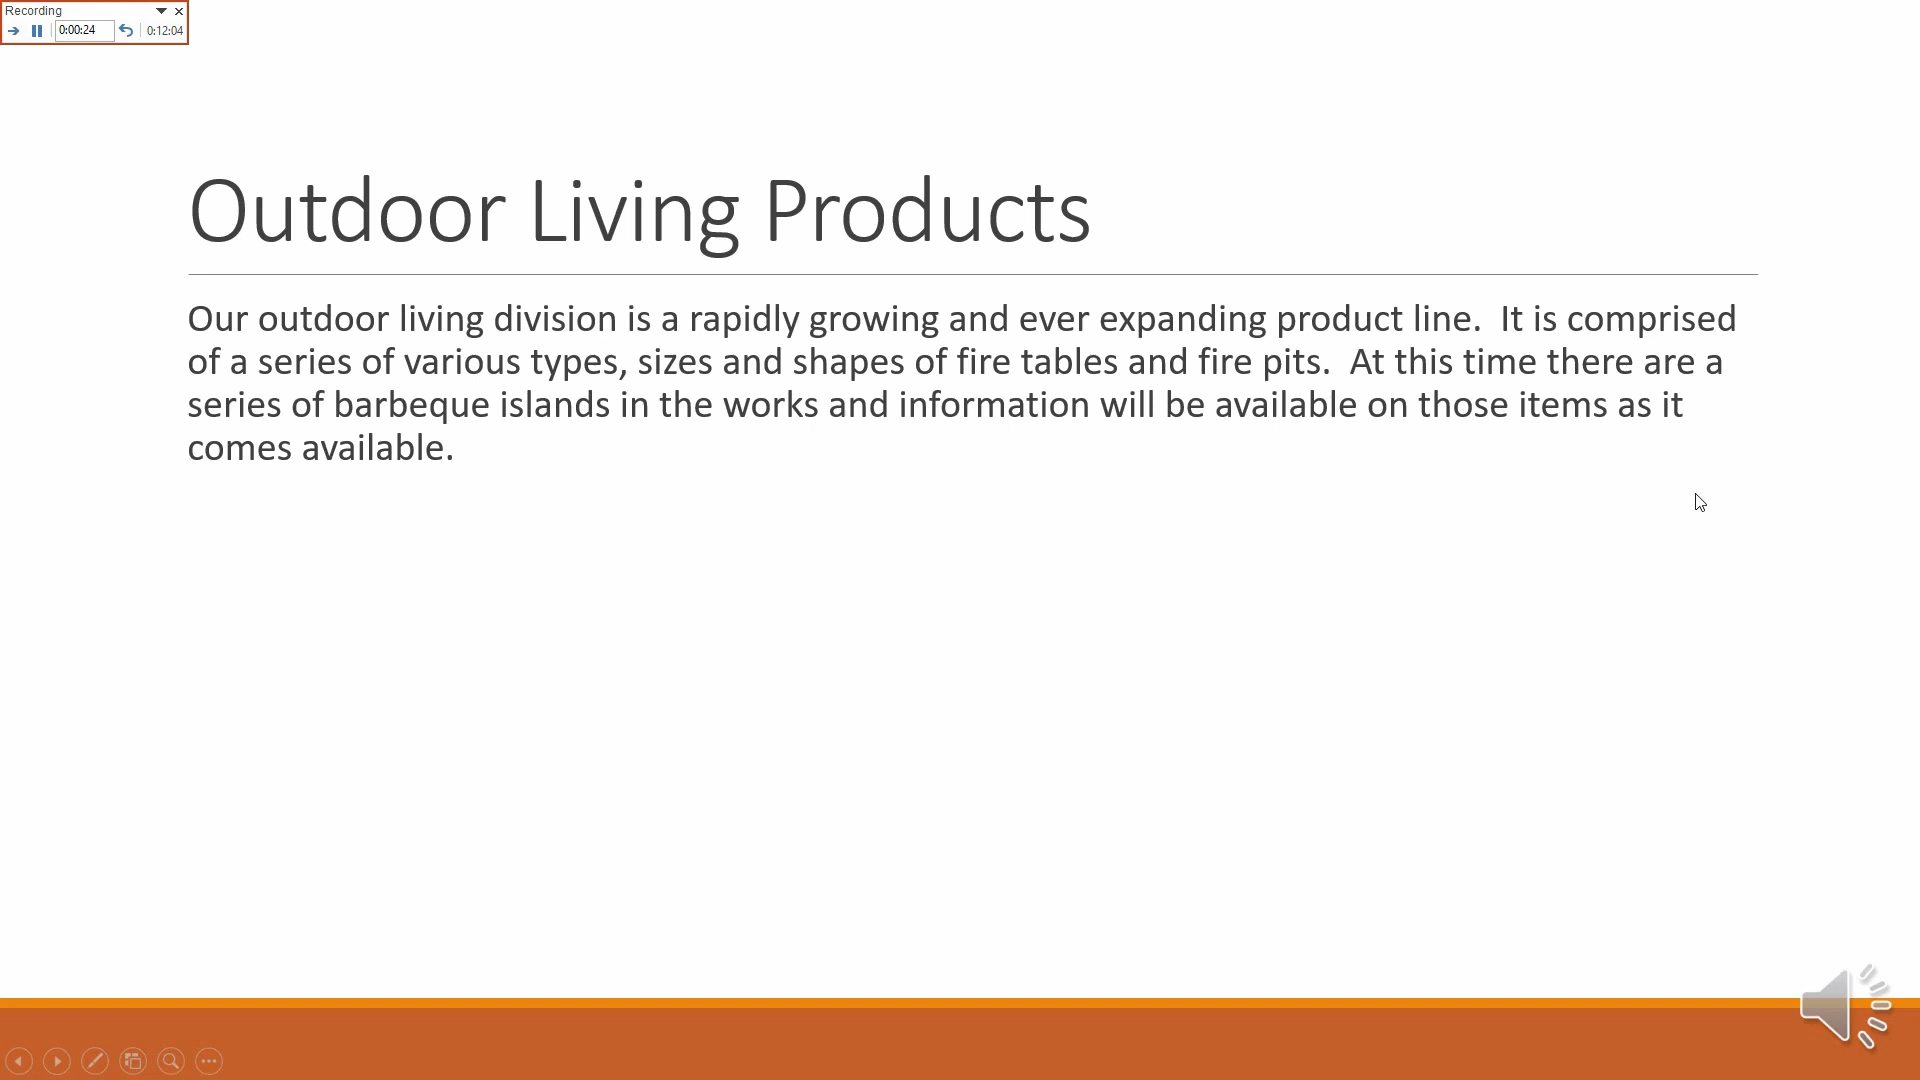 Recording
0:00:24 0:12:04
Outdoor Living Products
Our outdoor living division is a rapidly growing and ever expanding product line.  It is comprised
of a series of various types, sizes and shapes of fire tables and fire pits.  At this time there are a
series of barbeque islands in the works and information will be available on those items as it
comes available.